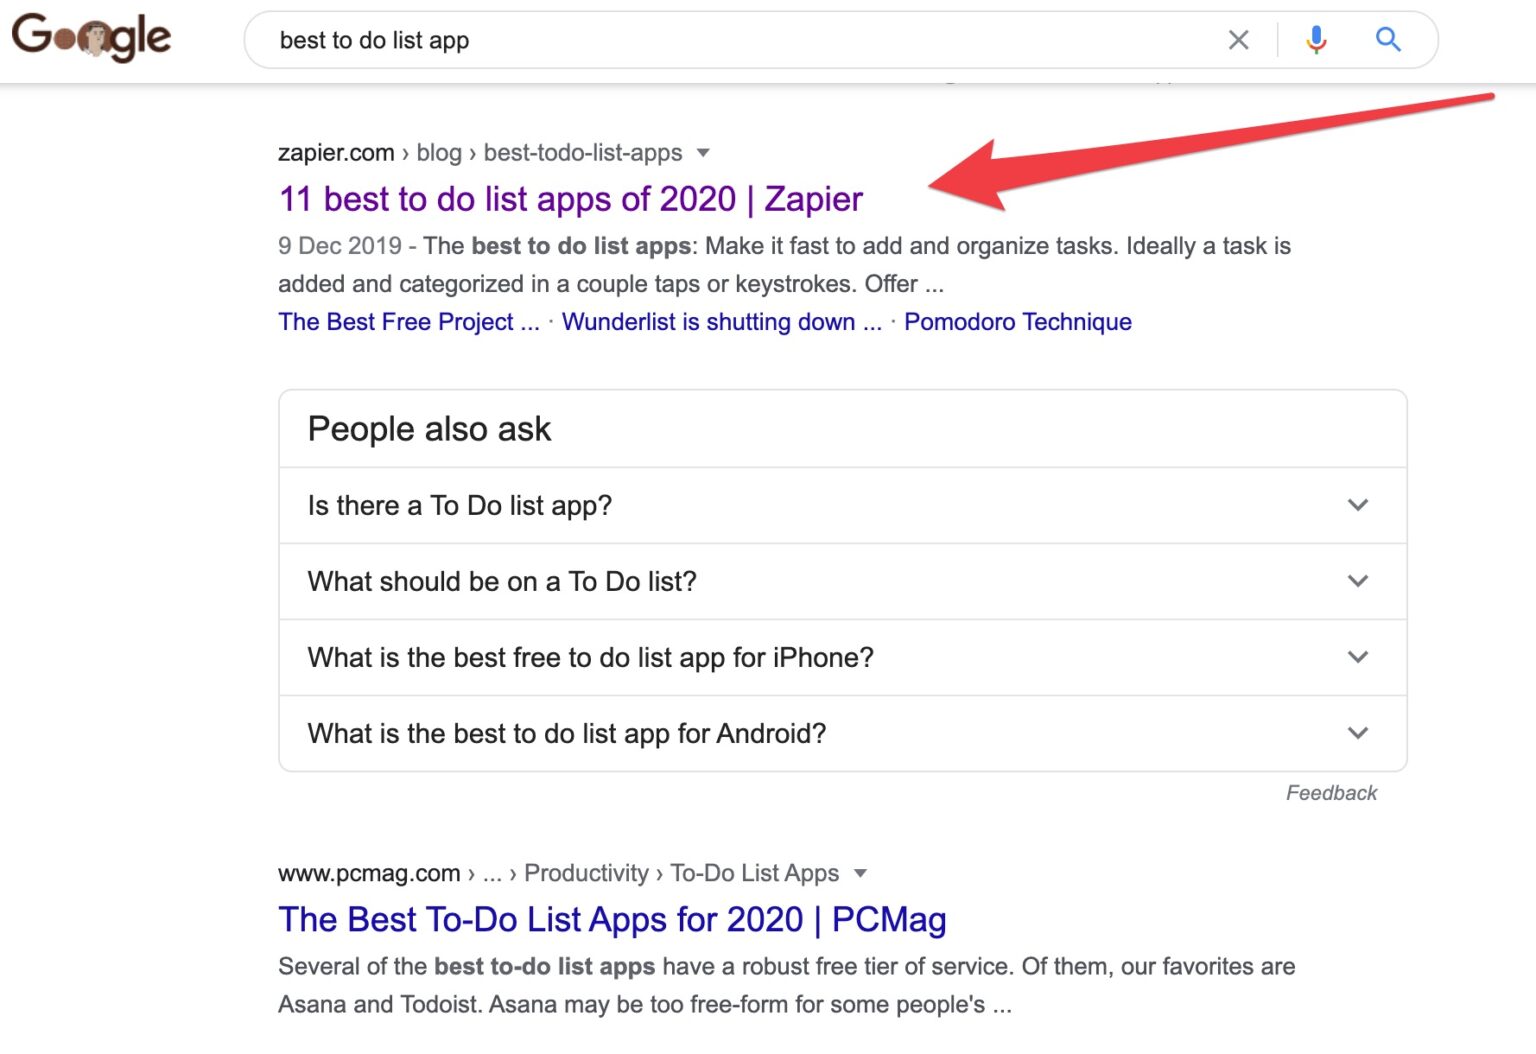 Google
best to do list app
zapier.com › blog › best-todo-list-apps
11 best to do list apps of 2020 | Zapier
9 Dec 2019 - The best to do list apps: Make it fast to add and organize tasks. Ideally a task is
added and categorized in a couple taps or keystrokes. Offer ...
The Best Free Project ... · Wunderlist is shutting down ... · Pomodoro Technique
People also ask
Is there a To Do list app?
What should be on a To Do list?
What is the best free to do list app for iPhone?
What is the best to do list app for Android?
Feedback
www.pcmag.com › ... › Productivity › To-Do List Apps
The Best To-Do List Apps for 2020 | PCMag
Several of the best to-do list apps have a robust free tier of service. Of them, our favorites are
Asana and Todoist. Asana may be too free-form for some people's ...